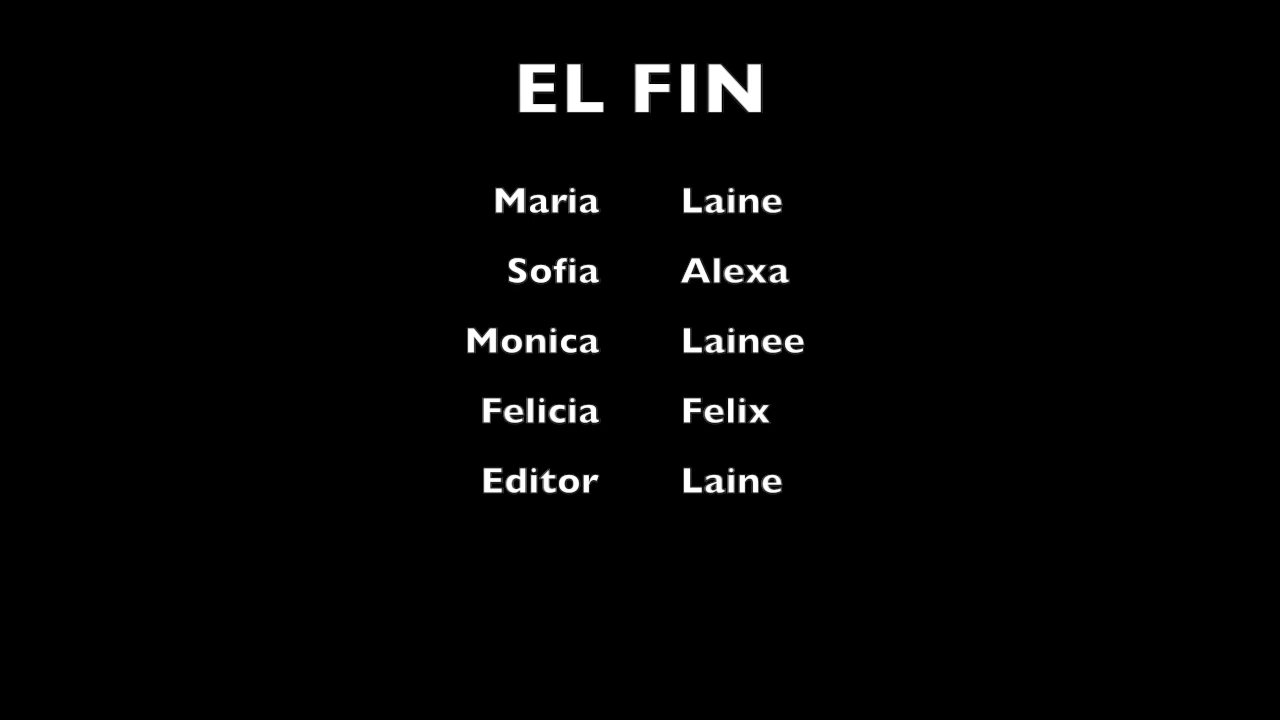 EL FIN
Maria Laine
Sofia Alexa
Monica Lainee
Felicia Felix
Editor Laine